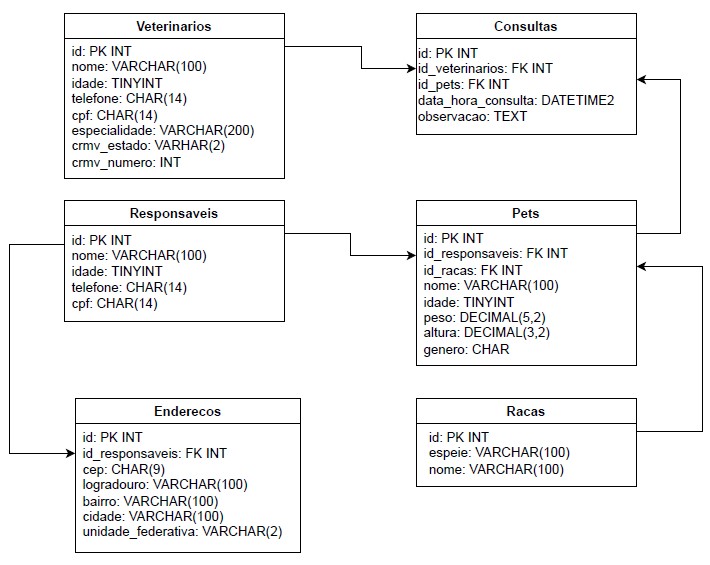 Veterinarios
id: PK INT
nome: VARCHAR(100)
idade: TINYINT
telefone: CHAR(14)
cpf: CHAR(14)
especialidade: VARCHAR(200)
crmv_estado: VARHAR(2)
crmv_numero: INT
Consultas
id: PK INT
id_veterinarios: FK INT
id_pets: FK INT
data_hora_consulta: DATETIME2
observacao: TEXT
Responsaveis
id: PK INT
nome: VARCHAR(100)
idade: TINYINT
telefone: CHAR(14)
cpf: CHAR(14)
Pets
id: PK INT
id_responsaveis: FK INT
id_racas: FK INT
nome: VARCHAR(100)
idade: TINYINT
peso: DECIMAL(5,2)
altura: DECIMAL(3,2)
genero: CHAR
Enderecos
id: PK INT
id_responsaveis: FK INT
cep: CHAR(9)
logradouro: VARCHAR(100)
bairro: VARCHAR(100)
cidade: VARCHAR(100)
unidade_federativa: VARCHAR(2)
Racas
id: PK INT
espeie: VARCHAR(100)
nome: VARCHAR(100)